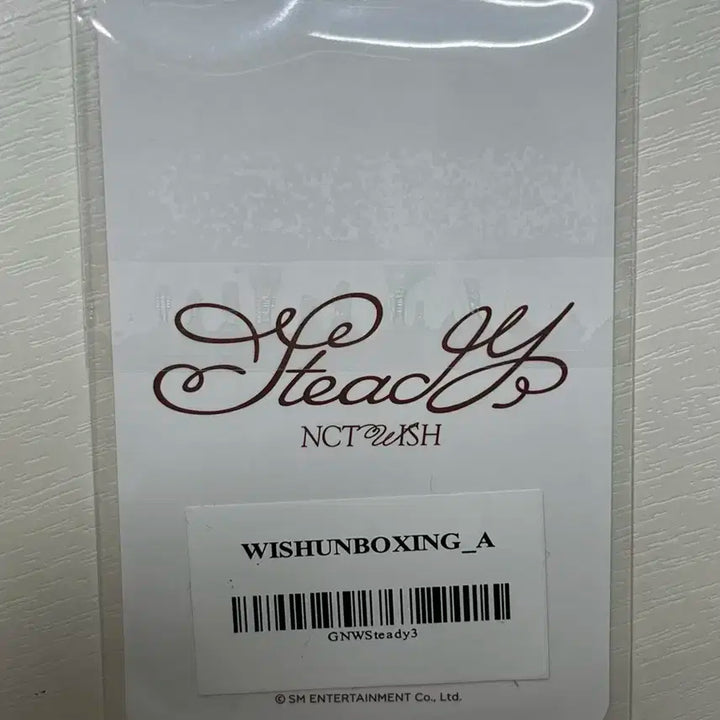 Steady
NCT WISH
WISHUNBOXING_A
GNWSteady3
© SM ENTERTAINMENT Co., Ltd.